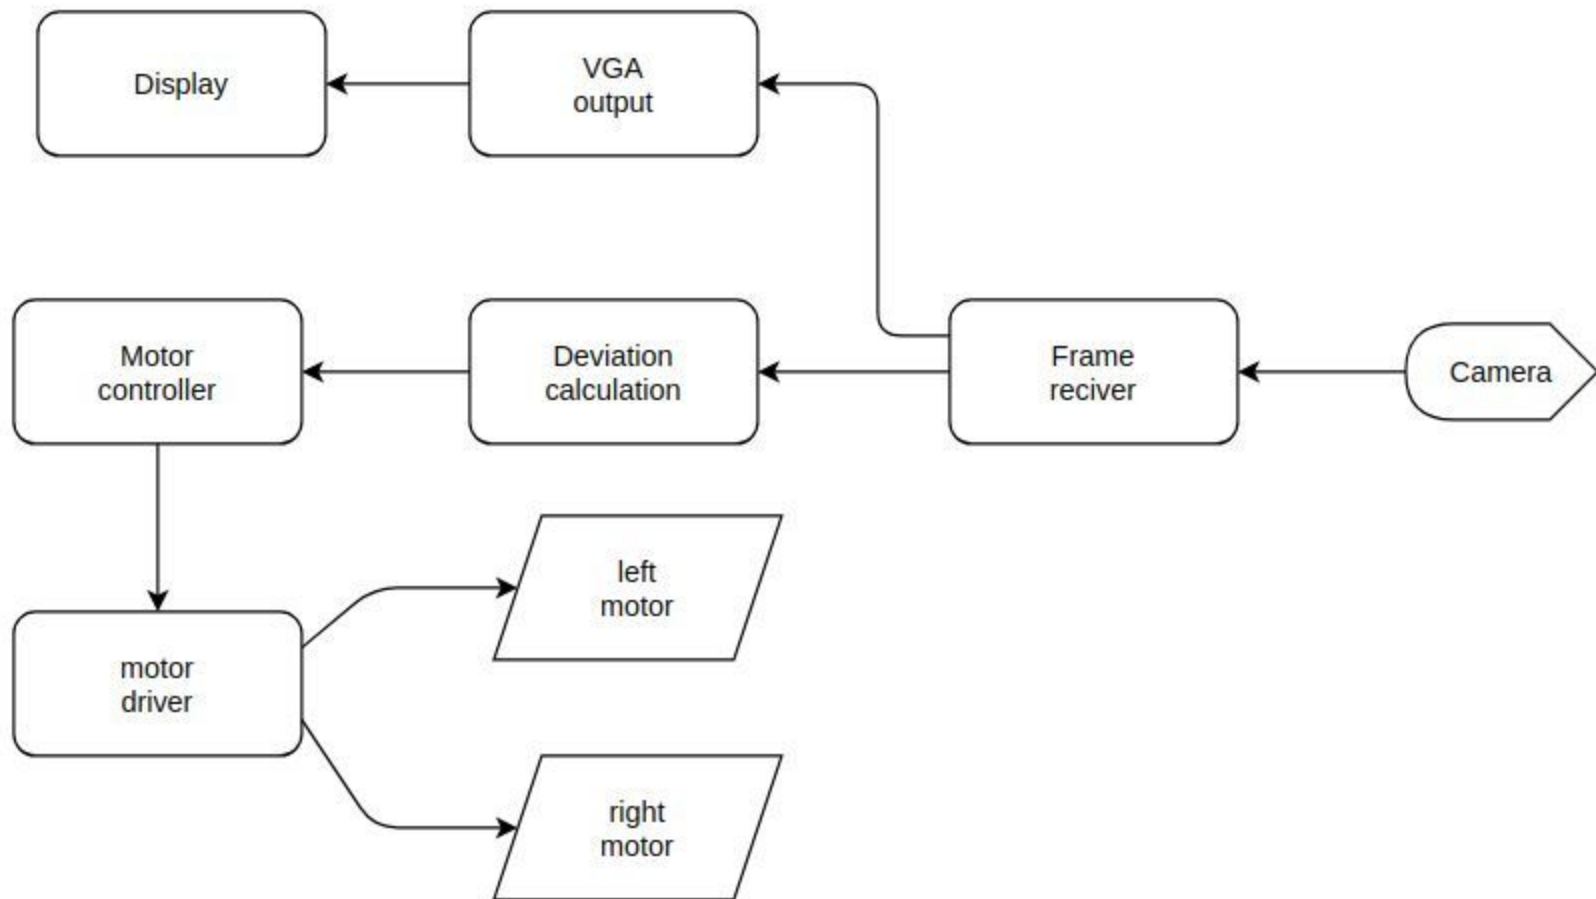 Display
VGA
output
Motor
controller
Deviation
calculation
Frame
reciver
Camera
left
motor
motor
driver
right
motor